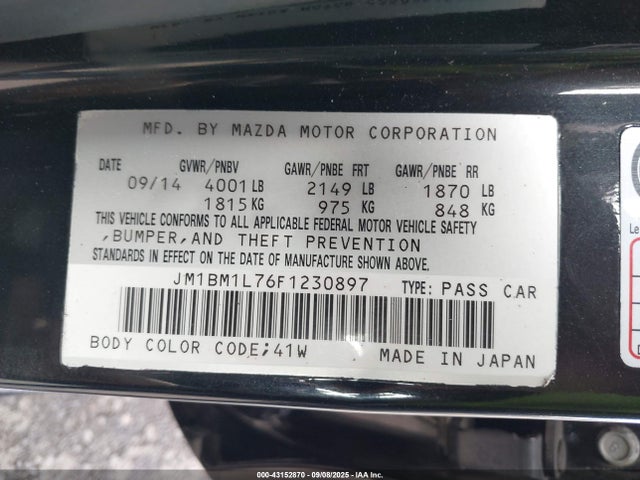 MFD. BY MAZDA MOTOR CORPORATION
DATE GVWR/PNBV GAWR/PNBE FRT GAWR/PNBE RR
09/14 4001 LB 2149 LB 1870 LB
1815 KG 975 KG 848 KG
THIS VEHICLE CONFORMS TO ALL APPLICABLE FEDERAL MOTOR VEHICLE SAFETY
,BUMPER,AND THEFT PREVENTION
STANDARDS IN EFFECT ON THE DATE OF MANUFACTURE SHOWN ABOVE.
JM1BM1L76F1230897 TYPE: PASS CAR
BODY COLOR CODE;41W MADE IN JAPAN
Le
00-43152870 - 09/08/2025 - IAA Inc.